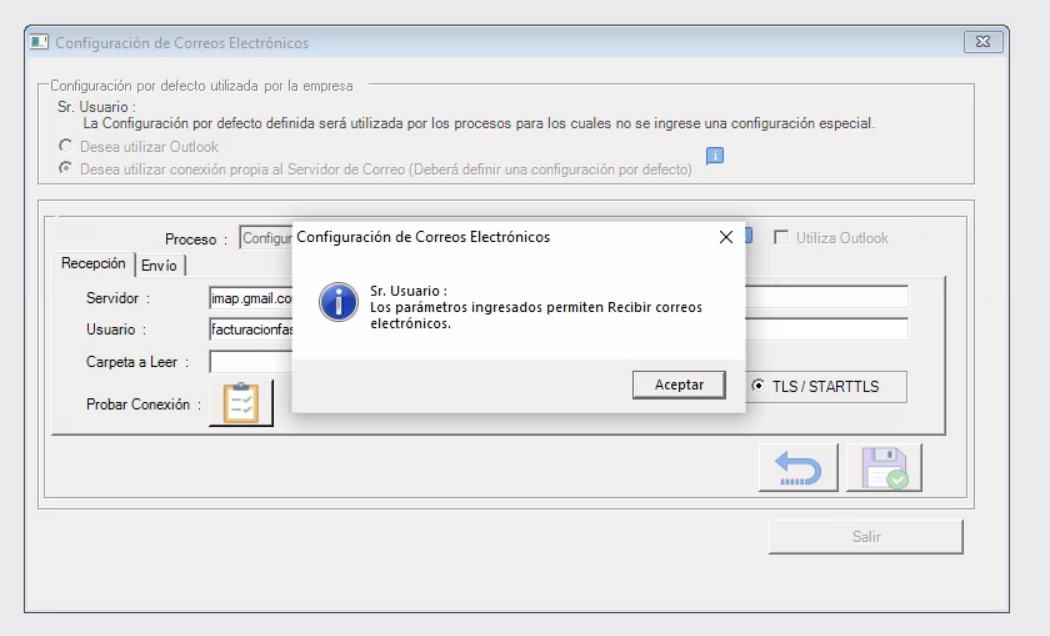 Configuración de Correos Electrónicos
Configuración por defecto utilizada por la empresa
Sr. Usuario :
La Configuración por defecto definida será utilizada por los procesos para los cuales no se ingrese una configuración especial.
Desea utilizar Outlook
Desea utilizar conexión propia al Servidor de Correo (Deberá definir una configuración por defecto)
Proceso :
Utiliza Outlook
Configuración de Correos Electrónicos
Recepción Envío
Sr. Usuario :
Los parámetros ingresados permiten Recibir correos
electrónicos.
Servidor : imap.gmail.co
Usuario : facturacionfas
Carpeta a Leer :
Probar Conexión :
Aceptar
TLS / STARTTLS
Salir